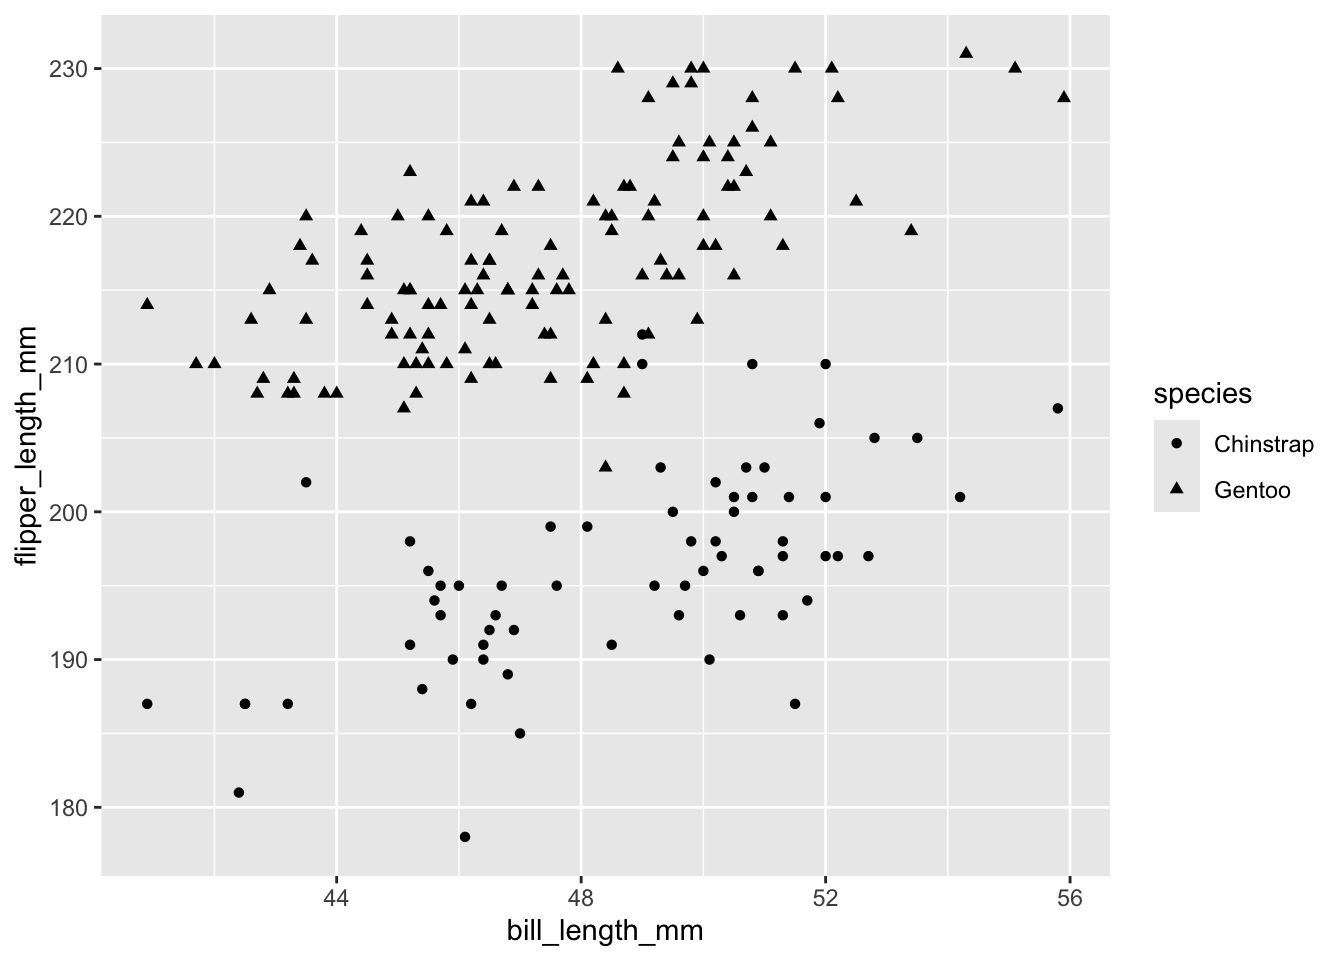 230
220
210
200
190
180
flipper_length_mm
44 48 52 56
bill_length_mm
species
Chinstrap
Gentoo